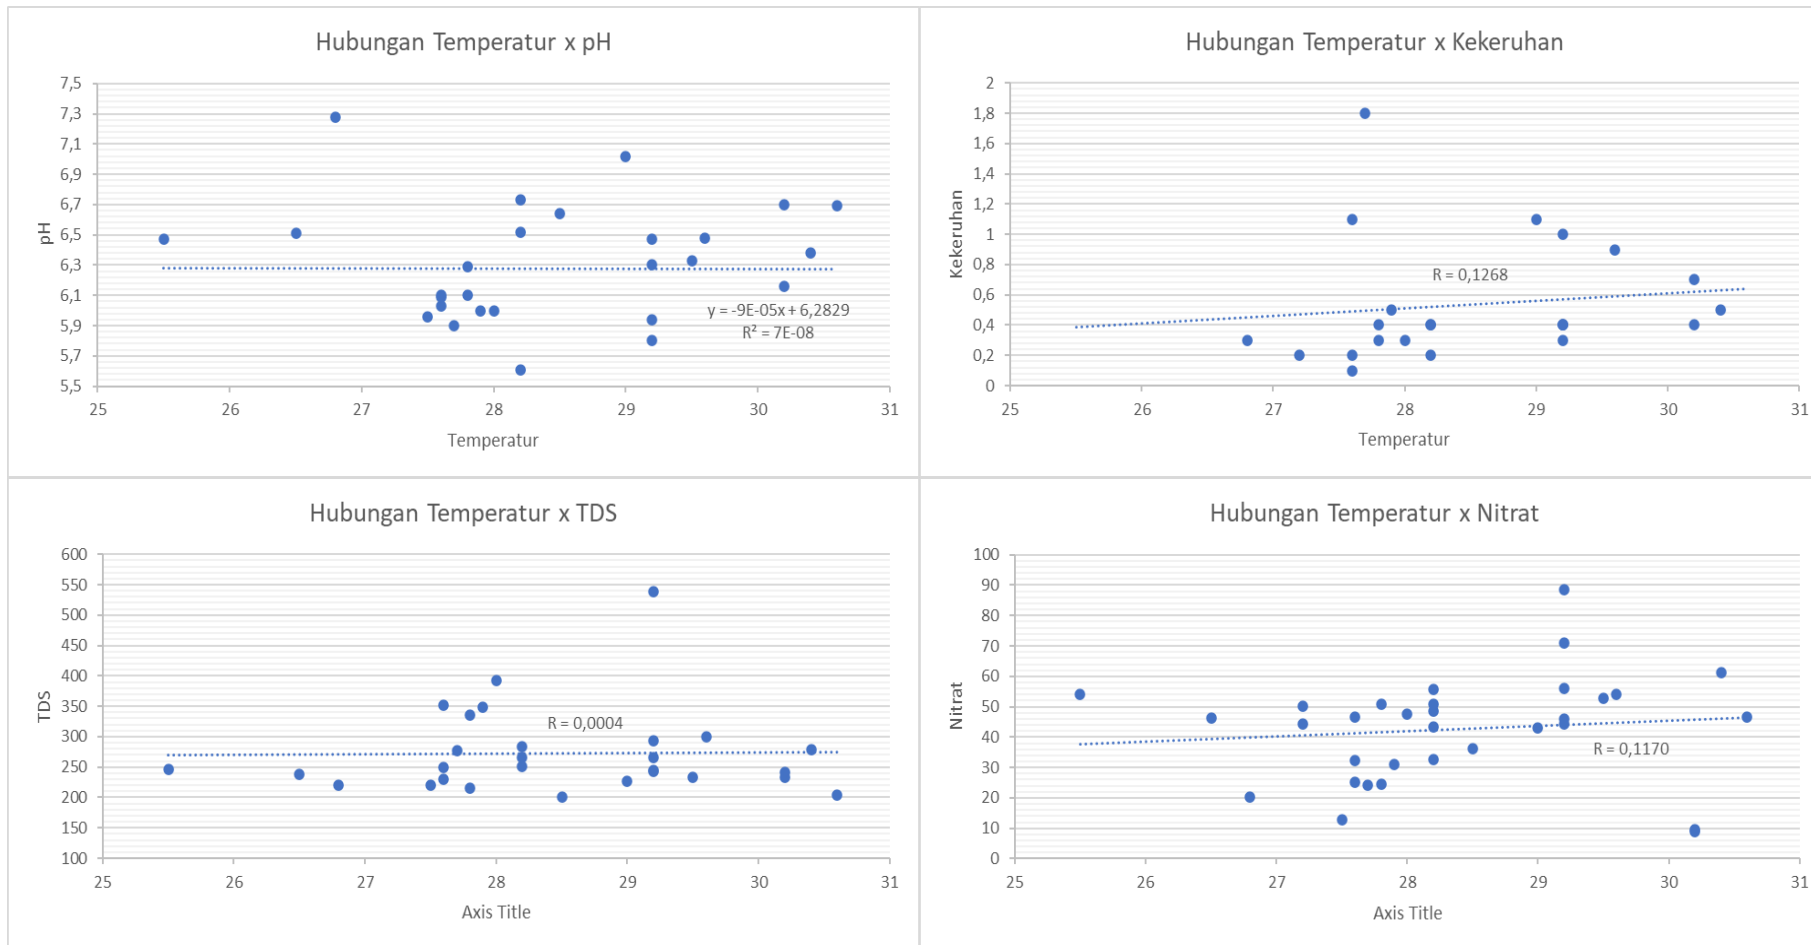 Hubungan Temperatur x pH
7,5
7,3
7,1
6,9
6,7
6,5
6,3
6,1
5,9
5,7
5,5
pH
y = -9E-05x + 6,2829
R² = 7E-08
25 26 27 28 29 30 31
Temperatur
Hubungan Temperatur x Kekeruhan
2
1,8
1,6
1,4
1,2
1
0,8
0,6
0,4
0,2
0
Kekeruhan
R = 0,1268
25 26 27 28 29 30 31
Temperatur
Hubungan Temperatur x TDS
600
550
500
450
400
350
300
250
200
150
100
TDS
R = 0,0004
25 26 27 28 29 30 31
Axis Title
Hubungan Temperatur x Nitrat
100
90
80
70
60
50
40
30
20
10
0
Nitrat
R = 0,1170
25 26 27 28 29 30 31
Axis Title